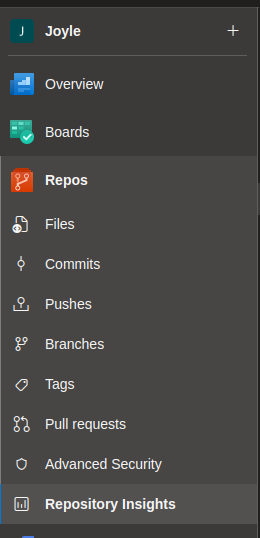 J Joyle +
Overview
Boards
Repos
Files
Commits
Pushes
Branches
Tags
Pull requests
Advanced Security
Repository Insights